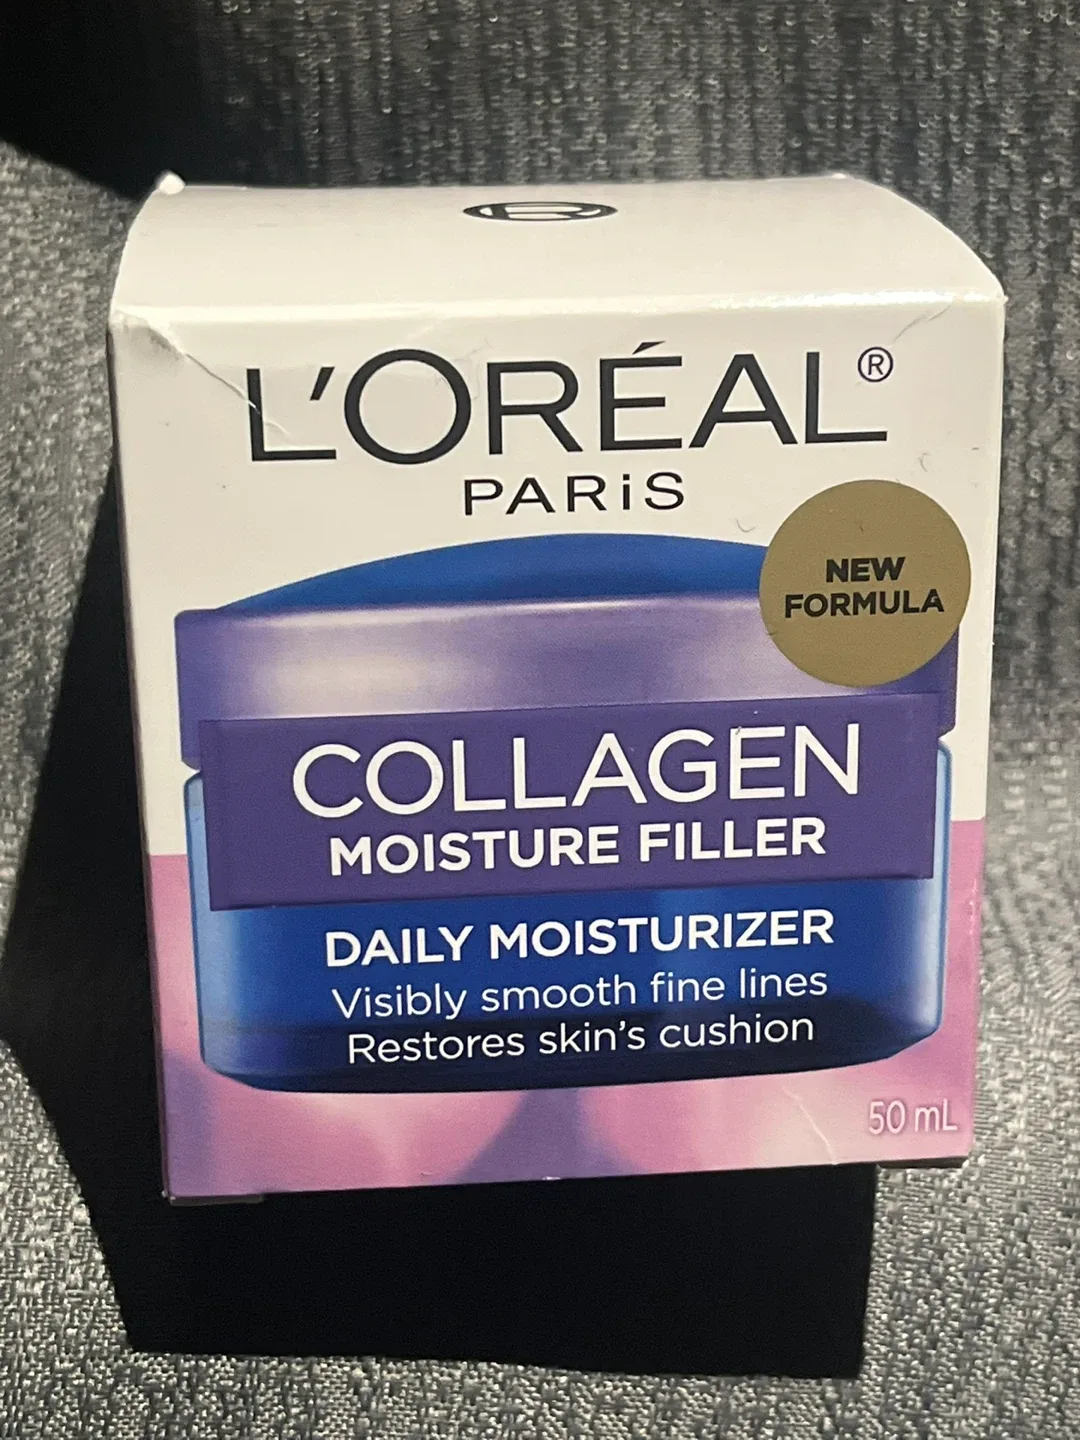 L'ORÉAL®
PARiS
NEW
FORMULA
COLLAGEN
MOISTURE FILLER
DAILY MOISTURIZER
Visibly smooth fine lines
Restores skin's cushion
50 mL